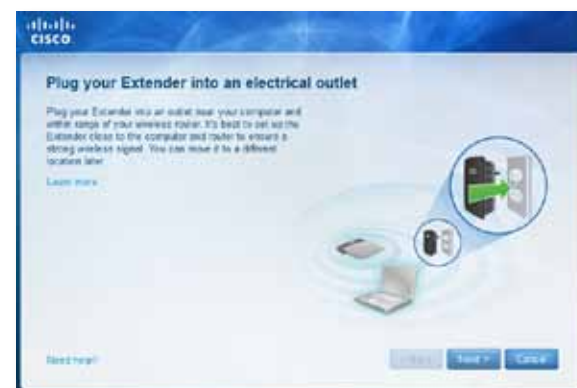 CISCO
Plug your Extender into an electrical outlet
Plug your Extender into an outlet near your computer and
within range of your wireless router. It's best to set up the
Extender close to the computer and router to ensure a
strong wireless signal. You can move it to a different
location later.
Learn more
Need help?
Next >
Cancel